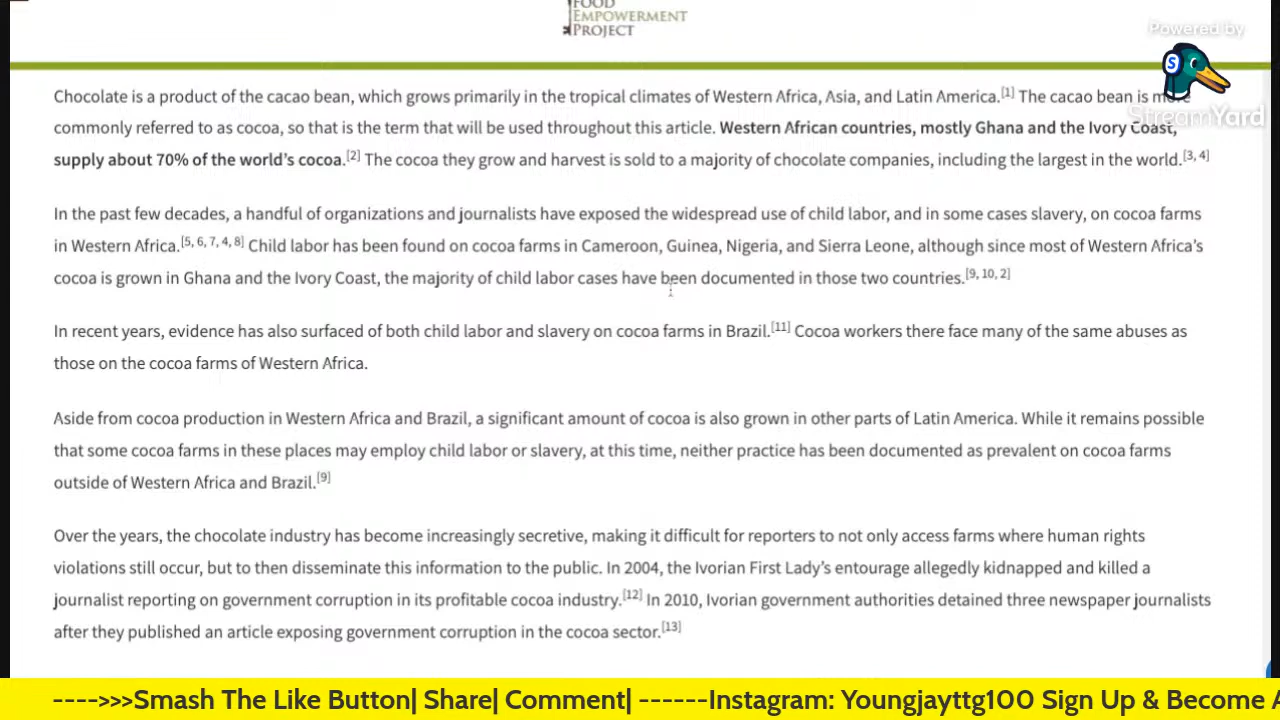 FOOD
EMPOWERMENT
PROJECT
Powered by
S
StreamYard
Chocolate is a product of the cacao bean, which grows primarily in the tropical climates of Western Africa, Asia, and Latin America.[1] The cacao bean is more
commonly referred to as cocoa, so that is the term that will be used throughout this article. Western African countries, mostly Ghana and the Ivory Coast,
supply about 70% of the world's cocoa.[2] The cocoa they grow and harvest is sold to a majority of chocolate companies, including the largest in the world.[3, 4]
In the past few decades, a handful of organizations and journalists have exposed the widespread use of child labor, and in some cases slavery, on cocoa farms
in Western Africa.[5, 6, 7, 4, 8] Child labor has been found on cocoa farms in Cameroon, Guinea, Nigeria, and Sierra Leone, although since most of Western Africa's
cocoa is grown in Ghana and the Ivory Coast, the majority of child labor cases have been documented in those two countries.[9, 10, 2]
In recent years, evidence has also surfaced of both child labor and slavery on cocoa farms in Brazil.[11] Cocoa workers there face many of the same abuses as
those on the cocoa farms of Western Africa.
Aside from cocoa production in Western Africa and Brazil, a significant amount of cocoa is also grown in other parts of Latin America. While it remains possible
that some cocoa farms in these places may employ child labor or slavery, at this time, neither practice has been documented as prevalent on cocoa farms
outside of Western Africa and Brazil.[9]
Over the years, the chocolate industry has become increasingly secretive, making it difficult for reporters to not only access farms where human rights
violations still occur, but to then disseminate this information to the public. In 2004, the Ivorian First Lady's entourage allegedly kidnapped and killed a
journalist reporting on government corruption in its profitable cocoa industry.[12] In 2010, Ivorian government authorities detained three newspaper journalists
after they published an article exposing government corruption in the cocoa sector.[13]
---->>>Smash The Like Button| Share| Comment| ------Instagram: Youngjayttg100 Sign Up & Become A